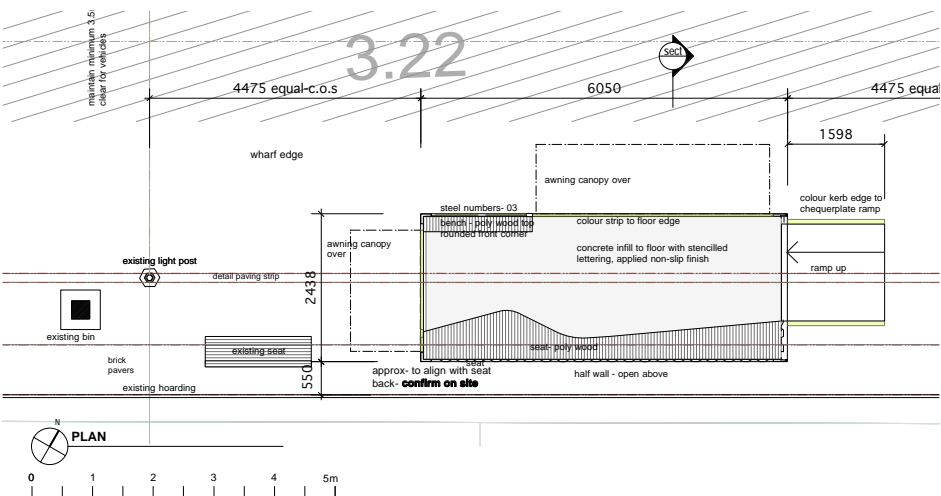 maintain minimum 3.5
clear for vehicles
3.22
sect
4475 equal-c.o.s
6050
4475 equal
1598
wharf edge
awning canopy over
colour kerb edge to
chequerplate ramp
steel numbers- 03
bench - poly wood top
rounded front corner
colour strip to floor edge
awning canopy
over
concrete infill to floor with stencilled
lettering, applied non-slip finish
existing light post
detail paving strip
2438
ramp up
existing bin
existing seat
seat- poly wood
seat
brick
pavers
550
approx- to align with seat
back- confirm on site
half wall - open above
existing hoarding
N
PLAN
0 1 2 3 4 5m